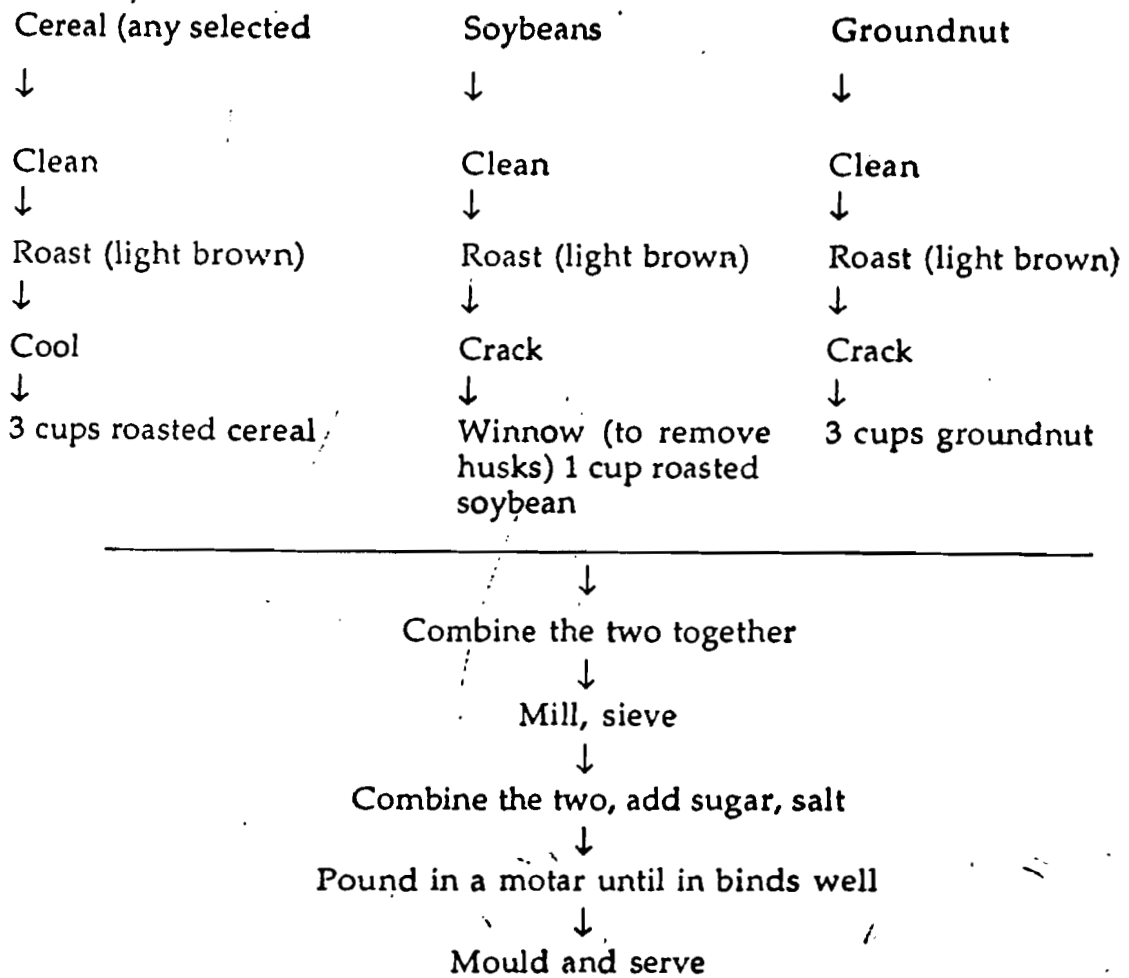 Cereal (any selected
↓
Clean
↓
Roast (light brown)
↓
Cool
↓
3 cups roasted cereal
Soybeans
↓
Clean
↓
Roast (light brown)
↓
Crack
↓
Winnow (to remove
husks) 1 cup roasted
soybean
Groundnut
↓
Clean
↓
Roast (light brown)
↓
Crack
↓
3 cups groundnut
↓
Combine the two together
↓
Mill, sieve
↓
Combine the two, add sugar, salt
↓
Pound in a motar until in binds well
↓
Mould and serve